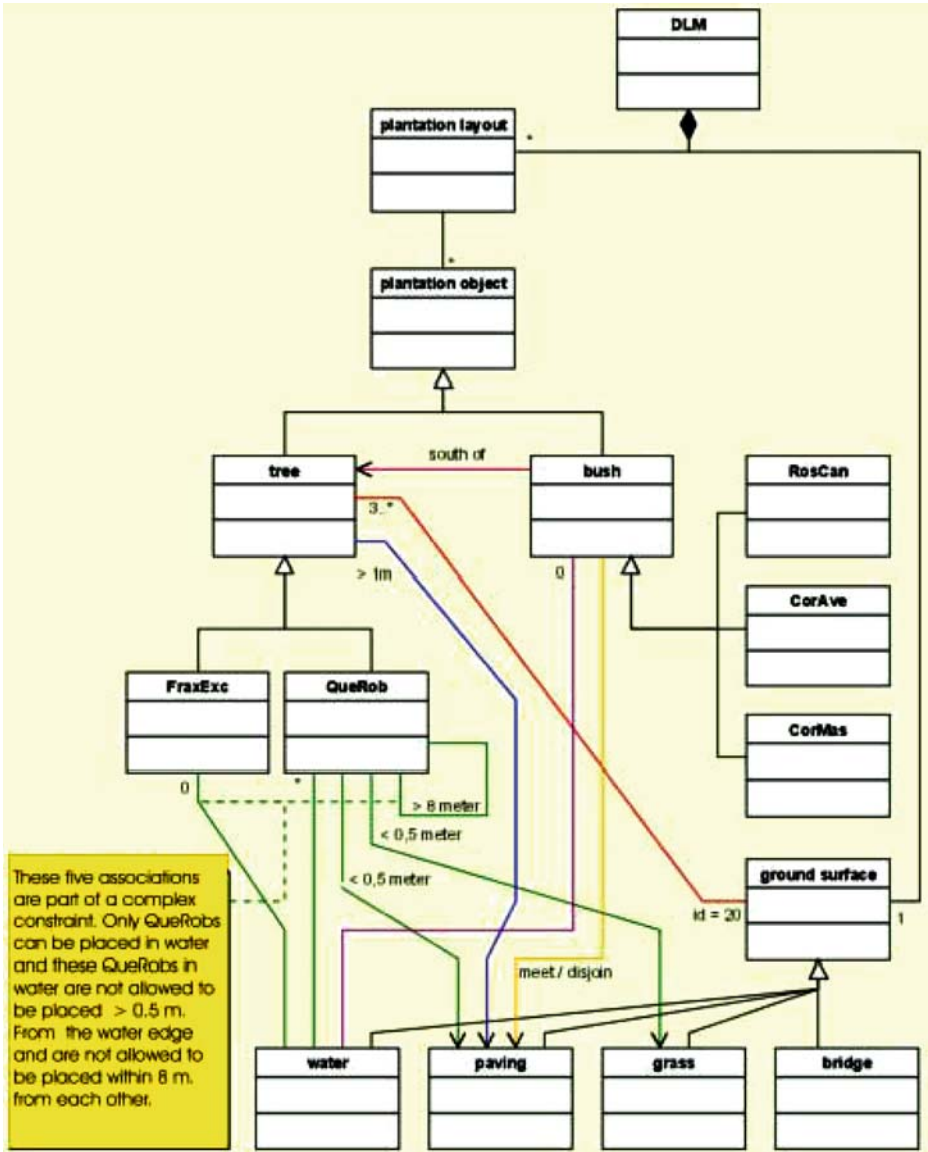 DLM
plantation layout
*
*
plantation object
south of
tree
bush
RosCan
3..*
> 1m
0
CorAve
FraxExc
QueRob
CorMas
0
*
> 8 meter
< 0,5 meter
< 0,5 meter
ground surface
id = 20
1
These five associations
are part of a complex
constraint. Only QueRobs
can be placed in water
and these QueRobs in
water are not allowed to
be placed > 0.5 m.
From the water edge
and are not allowed to
be placed within 8 m.
from each other.
meet / disjoin
water
paving
grass
bridge